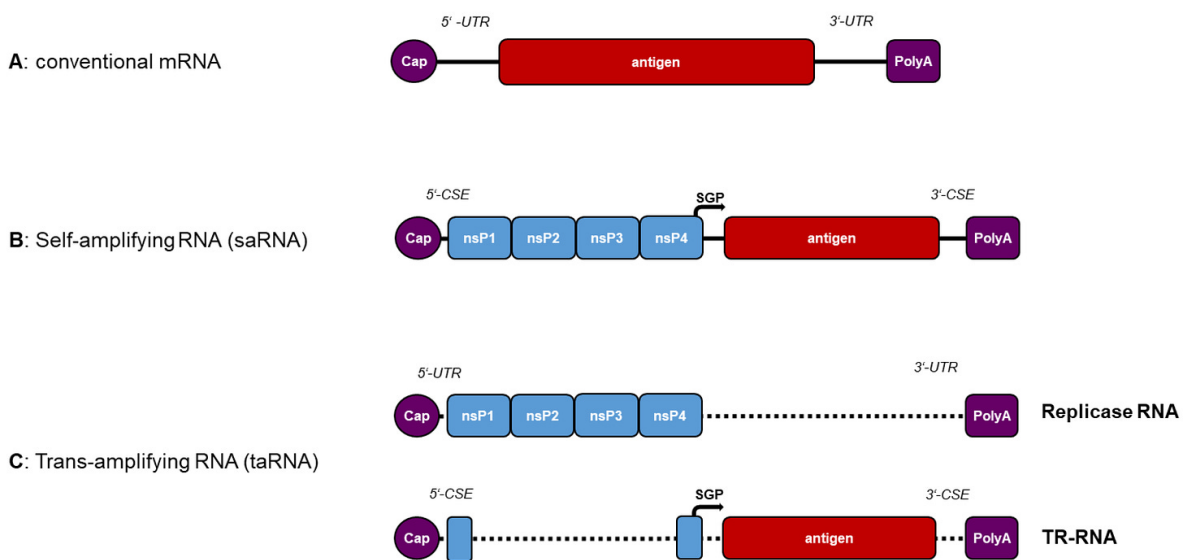 5‘ -UTR 3‘-UTR
A: conventional mRNA Cap antigen PolyA
5‘-CSE SGP 3‘-CSE
B: Self-amplifying RNA (saRNA) Cap nsP1 nsP2 nsP3 nsP4 antigen PolyA
5‘-UTR 3‘-UTR
Cap nsP1 nsP2 nsP3 nsP4 PolyA Replicase RNA
C: Trans-amplifying RNA (taRNA)
5‘-CSE SGP 3‘-CSE
Cap antigen PolyA TR-RNA